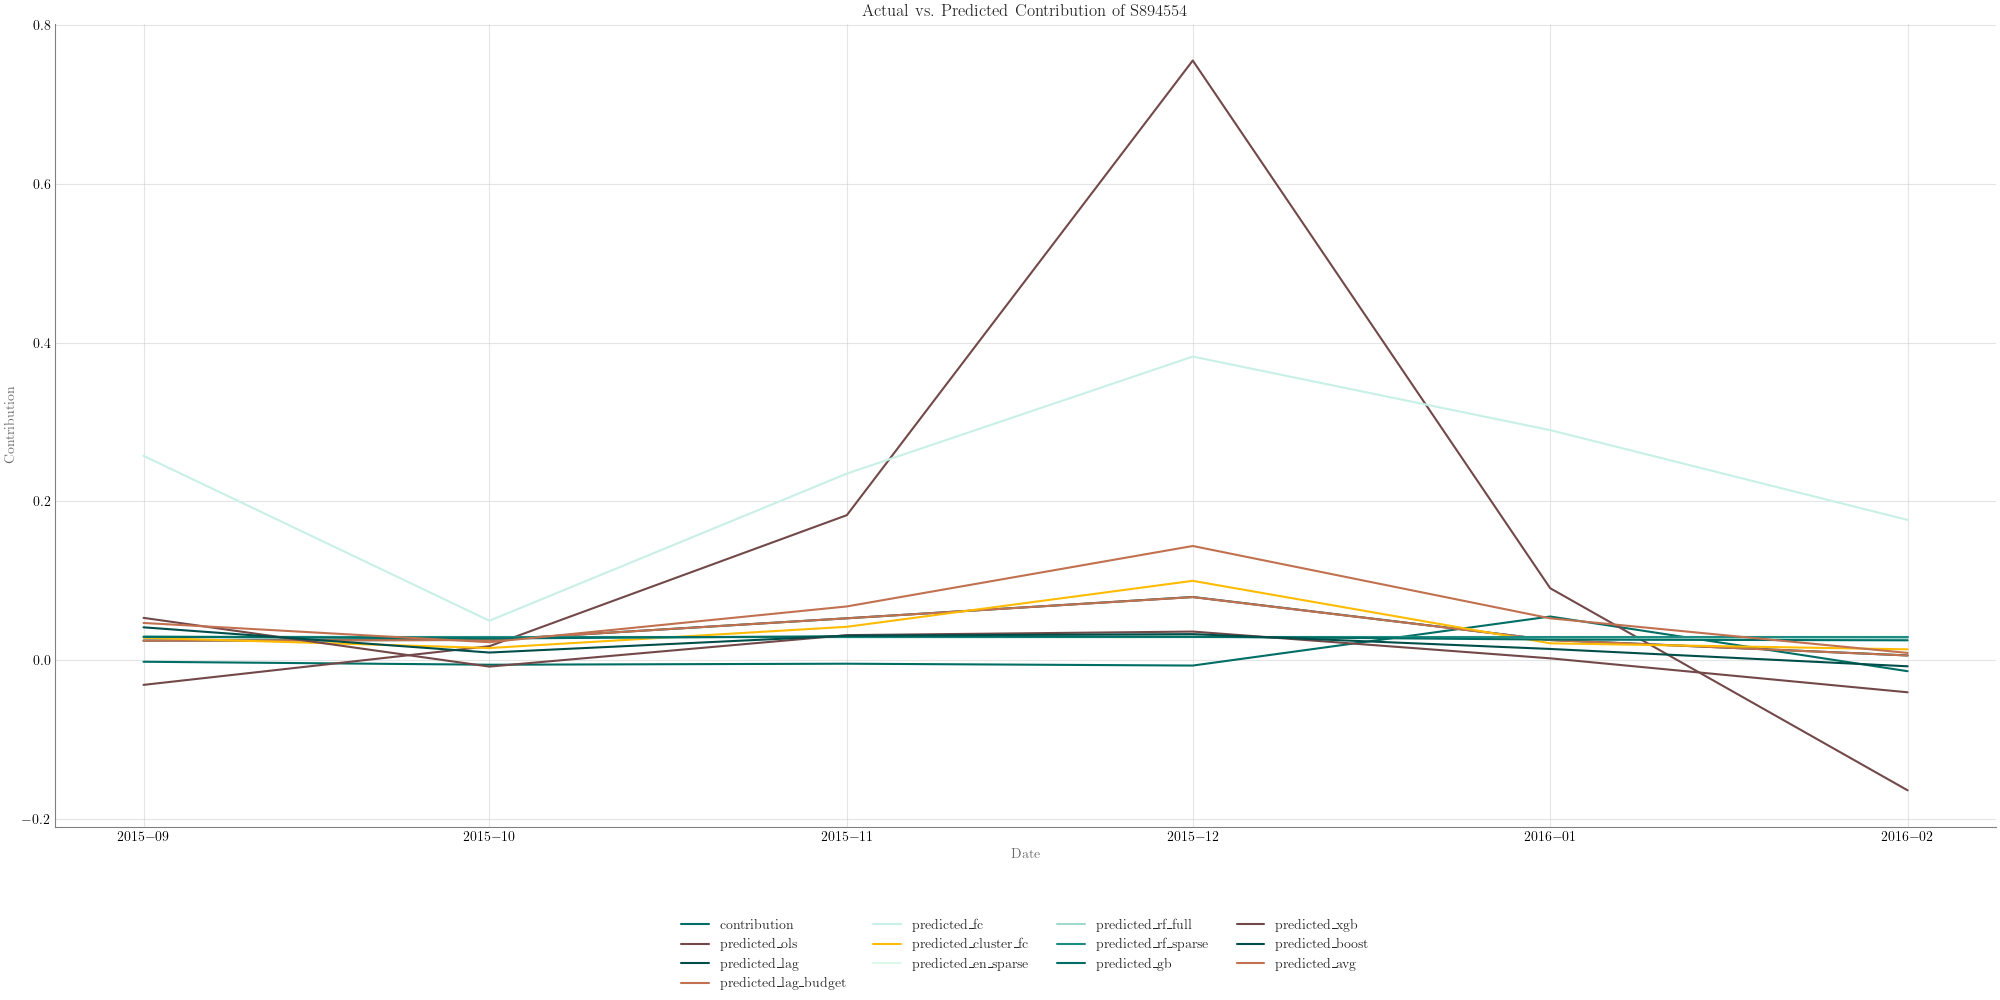 Actual vs. Predicted Contribution of S894554
0.8
0.6
0.4
0.2
0.0
−0.2
Contribution
2015−09 2015−10 2015−11 2015−12 2016−01 2016−02
Date
contribution predicted_fc predicted_rf_full predicted_xgb
predicted_ols predicted_cluster_fc predicted_rf_sparse predicted_boost
predicted_lag predicted_en_sparse predicted_gb predicted_avg
predicted_lag_budget